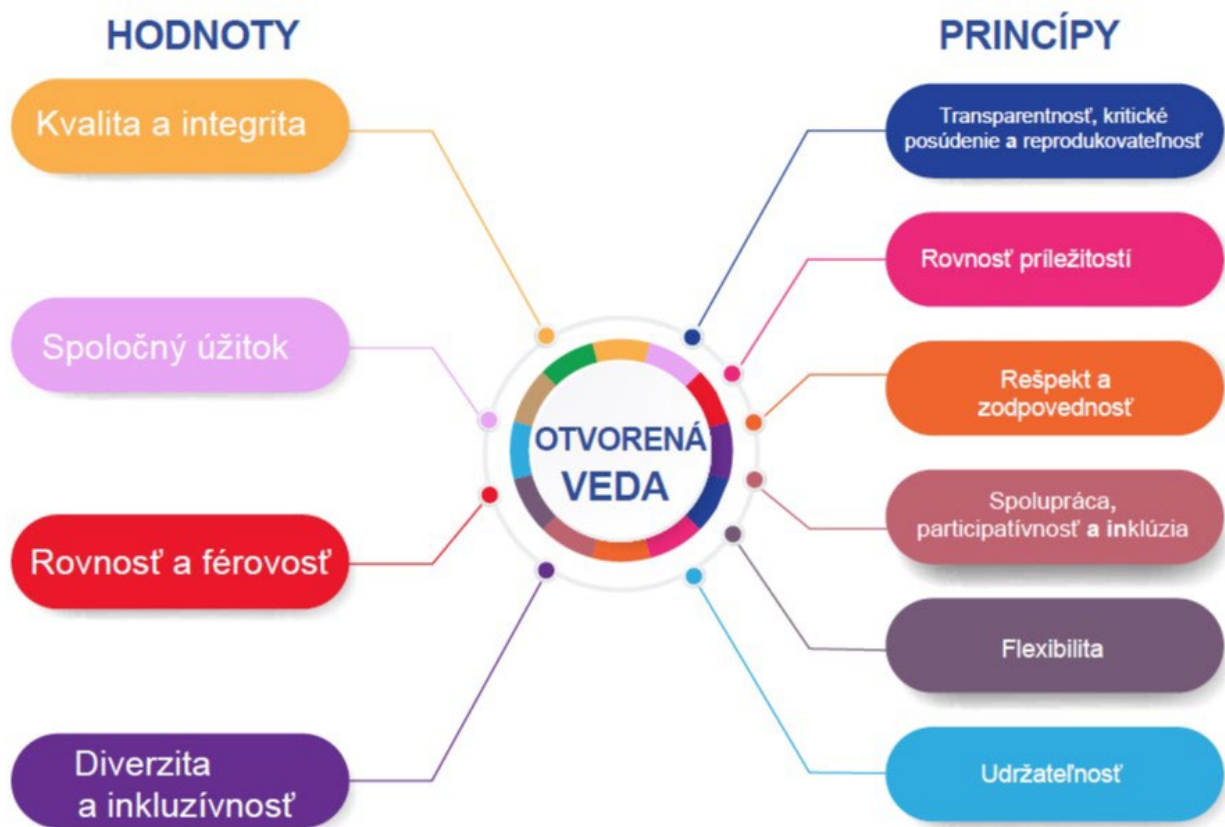 HODNOTY
Kvalita a integrita
Spoločný úžitok
Rovnosť a férovosť
Diverzita
a inkluzívnosť
OTVORENÁ
VEDA
PRINCÍPY
Transparentnosť, kritické
posúdenie a reprodukovateľnosť
Rovnosť príležitostí
Rešpekt a
zodpovednosť
Spolupráca,
participatívnosť a inklúzia
Flexibilita
Udržateľnosť